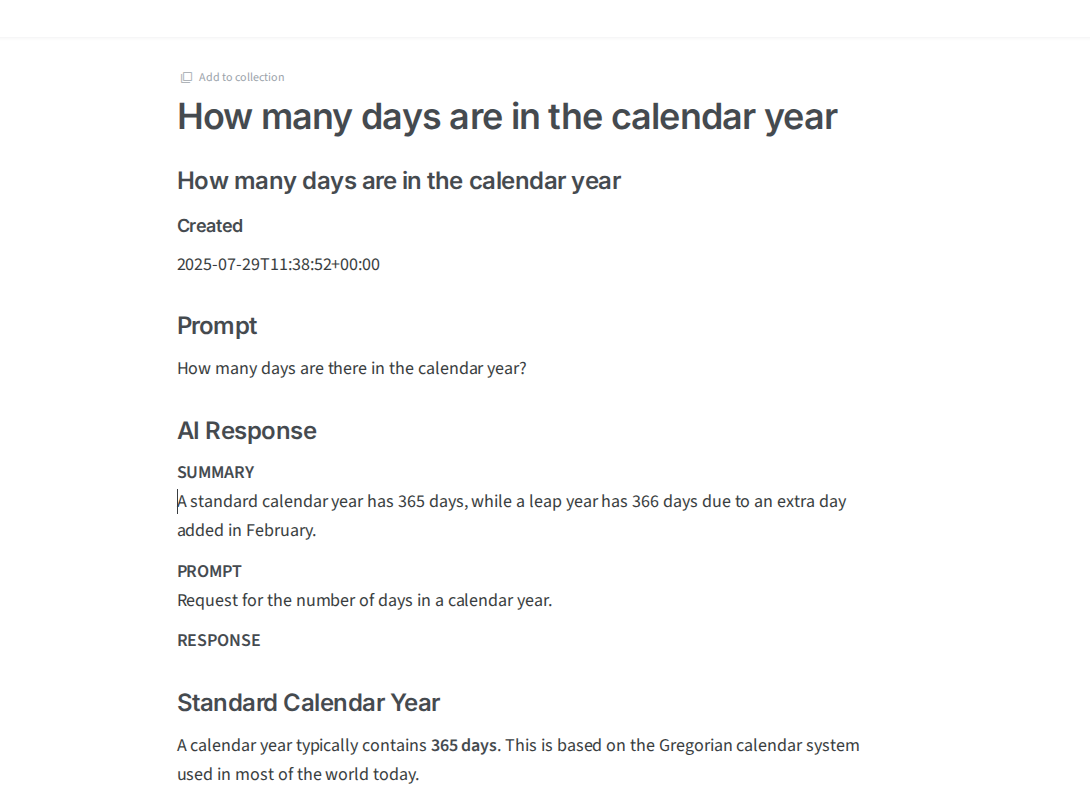 Add to collection
How many days are in the calendar year
How many days are in the calendar year
Created
2025-07-29T11:38:52+00:00
Prompt
How many days are there in the calendar year?
AI Response
SUMMARY
A standard calendar year has 365 days, while a leap year has 366 days due to an extra day
added in February.
PROMPT
Request for the number of days in a calendar year.
RESPONSE
Standard Calendar Year
A calendar year typically contains 365 days. This is based on the Gregorian calendar system
used in most of the world today.